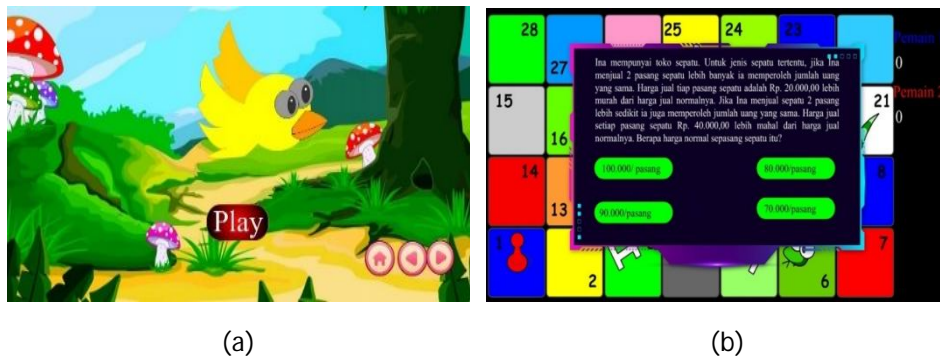 Play
28
25
24
23
Pemain
27
0
Pemain 2
15
21
0
16
Ina mempunyai toko sepatu. Untuk jenis sepatu tertentu, jika Ina
menjual 2 pasang sepatu lebih banyak ia memperoleh jumlah uang
yang sama. Harga jual tiap pasang sepatu adalah Rp. 20.000,00 lebih
murah dari harga jual normalnya. Jika Ina menjual sepatu 2 pasang
lebih sedikit ia juga memperoleh jumlah uang yang sama. Harga jual
setiap pasang sepatu Rp. 40.000,00 lebih mahal dari harga jual
normalnya. Berapa harga normal sepasang sepatu itu?
100.000/ pasang
80.000/pasang
14
8
13
90.000/pasang
70.000/pasang
1
7
2
6
(a)
(b)